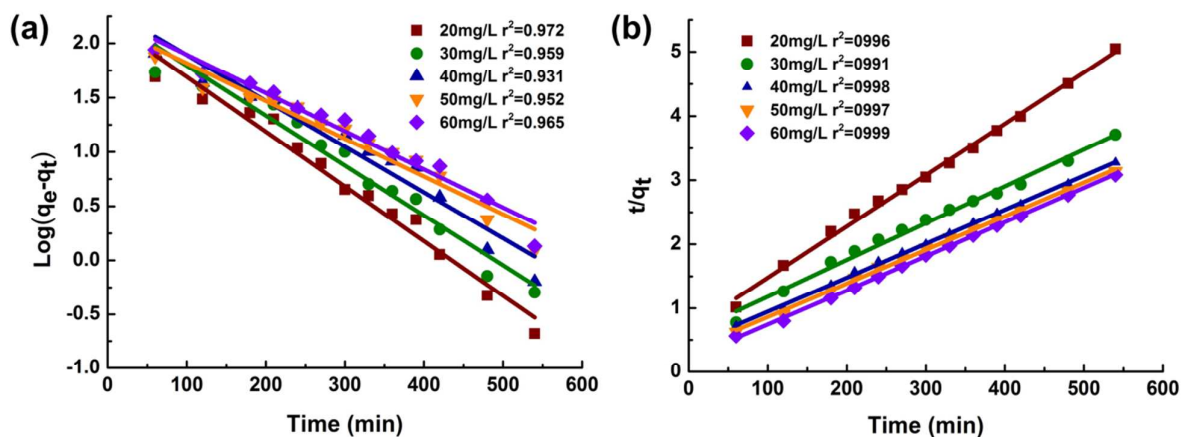 (a)
20mg/L r²=0.972
30mg/L r²=0.959
40mg/L r²=0.931
50mg/L r²=0.952
60mg/L r²=0.965
Log(qe-qt)
2.0
1.5
1.0
0.5
0.0
-0.5
-1.0
0 100 200 300 400 500 600
Time (min)
(b)
20mg/L r²=0996
30mg/L r²=0991
40mg/L r²=0998
50mg/L r²=0997
60mg/L r²=0999
t/qt
5
4
3
2
1
0
0 100 200 300 400 500 600
Time (min)